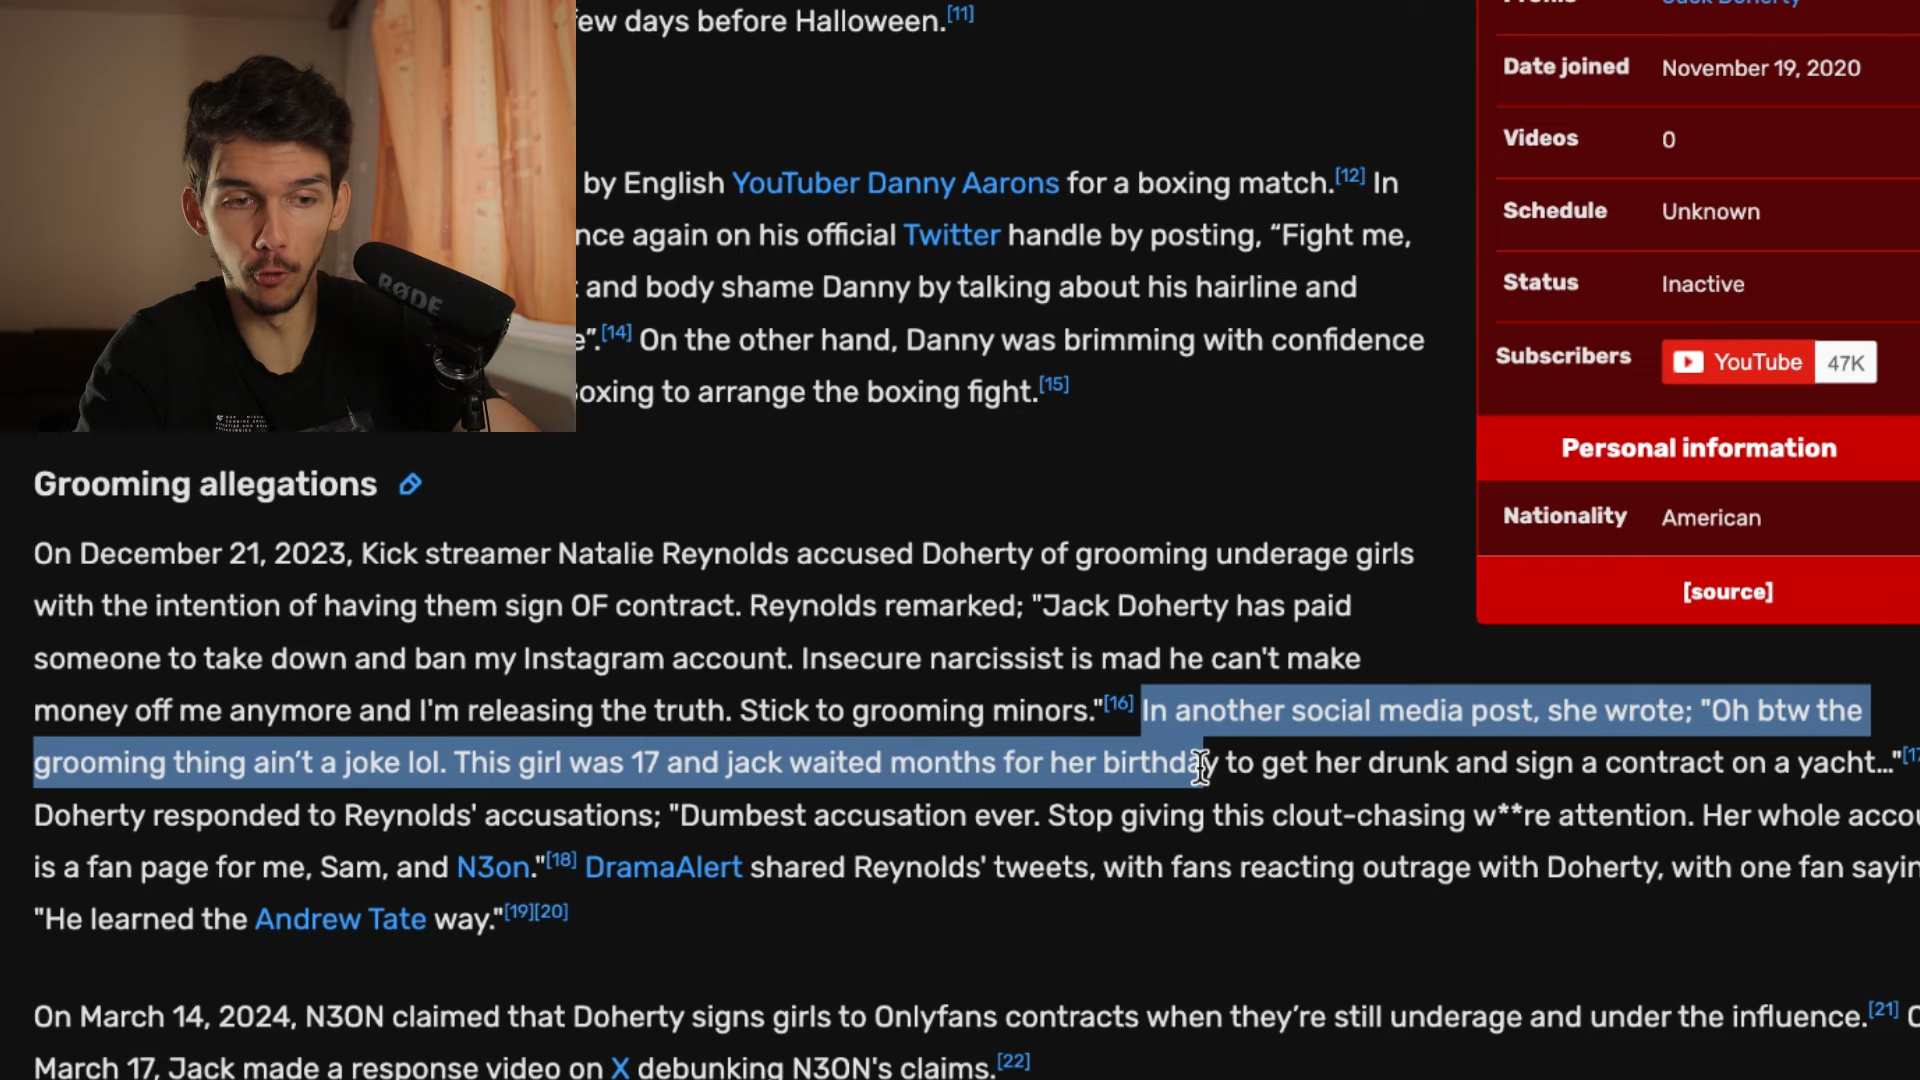 few days before Halloween.[11]
by English YouTuber Danny Aarons for a boxing match.[12] In
nce again on his official Twitter handle by posting, “Fight me,
and body shame Danny by talking about his hairline and
e”.[14] On the other hand, Danny was brimming with confidence
Boxing to arrange the boxing fight.[15]
RØDE
Jack Doherty
Date joined November 19, 2020
Videos 0
Schedule Unknown
Status Inactive
Subscribers YouTube 47K
Personal information
Nationality American
[source]
Grooming allegations
On December 21, 2023, Kick streamer Natalie Reynolds accused Doherty of grooming underage girls
with the intention of having them sign OF contract. Reynolds remarked; "Jack Doherty has paid
someone to take down and ban my Instagram account. Insecure narcissist is mad he can't make
money off me anymore and I'm releasing the truth. Stick to grooming minors."[16] In another social media post, she wrote; "Oh btw the
grooming thing ain’t a joke lol. This girl was 17 and jack waited months for her birthday to get her drunk and sign a contract on a yacht…"[17
Doherty responded to Reynolds' accusations; "Dumbest accusation ever. Stop giving this clout-chasing w**re attention. Her whole accou
is a fan page for me, Sam, and N3on."[18] DramaAlert shared Reynolds' tweets, with fans reacting outrage with Doherty, with one fan sayin
"He learned the Andrew Tate way."[19][20]
On March 14, 2024, N3ON claimed that Doherty signs girls to Onlyfans contracts when they’re still underage and under the influence.[21] O
March 17, Jack made a response video on X debunking N3ON's claims.[22]